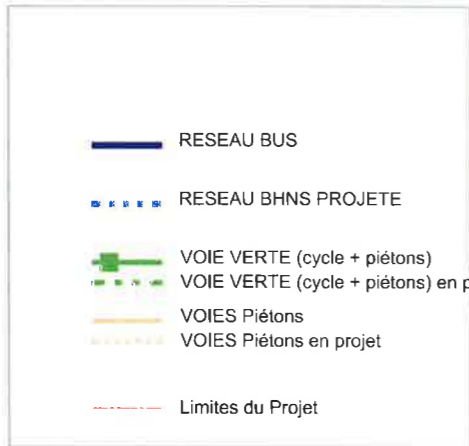 RESEAU BUS
RESEAU BHNS PROJETE
VOIE VERTE (cycle + piétons)
VOIE VERTE (cycle + piétons) en p
VOIES Piétons
VOIES Piétons en projet
Limites du Projet